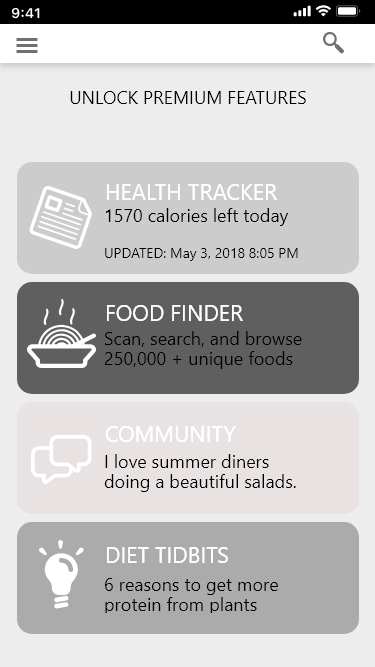 9:41
UNLOCK PREMIUM FEATURES
HEALTH TRACKER
1570 calories left today
UPDATED: May 3, 2018 8:05 PM
FOOD FINDER
Scan, search, and browse
250,000 + unique foods
COMMUNITY
I love summer diners
doing a beautiful salads.
DIET TIDBITS
6 reasons to get more
protein from plants